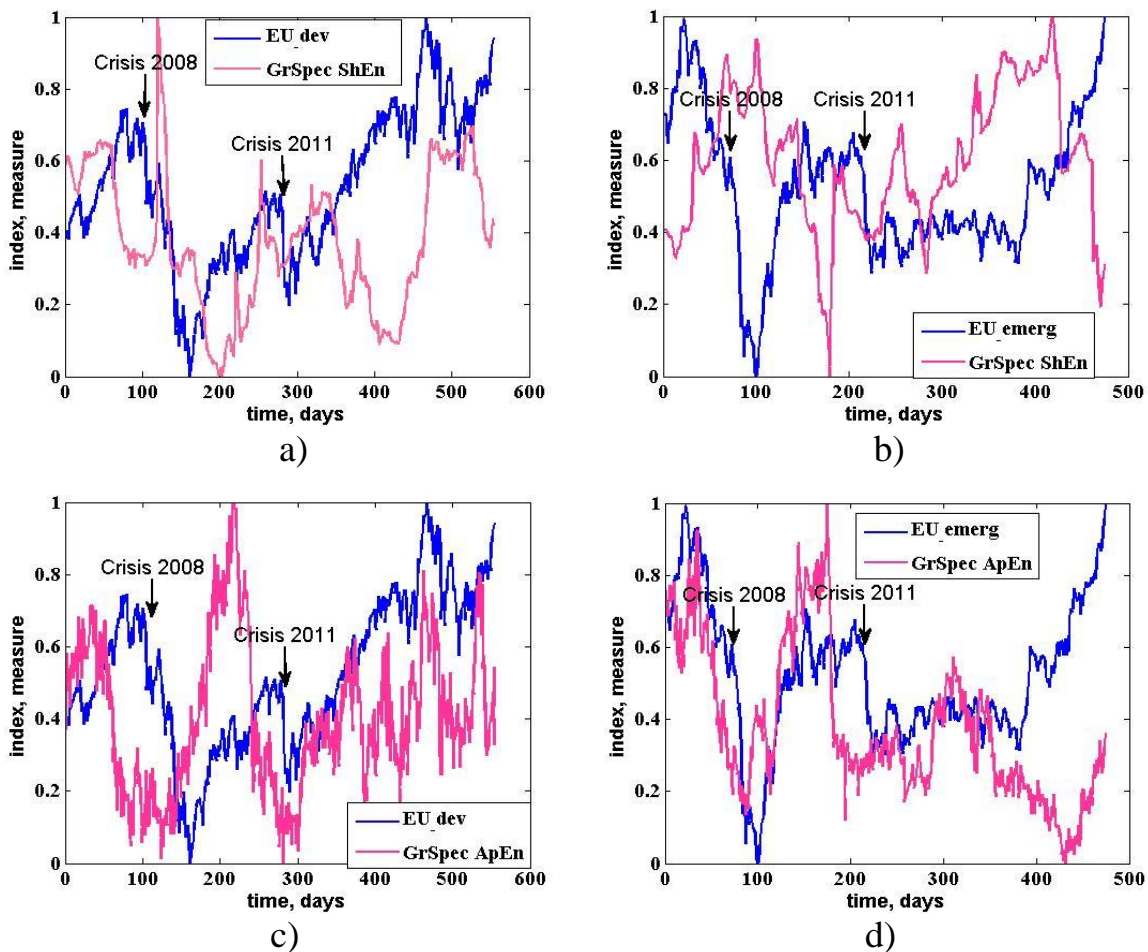 1
0.8
0.6
0.4
0.2
0
index, measure
EU_dev
GrSpec ShEn
Crisis 2008
Crisis 2011
0 100 200 300 400 500 600
time, days
a)
1
0.8
0.6
0.4
0.2
0
index, measure
Crisis 2008
Crisis 2011
EU_emerg
GrSpec ShEn
0 100 200 300 400 500
time, days
b)
1
0.8
0.6
0.4
0.2
0
index, measure
Crisis 2008
Crisis 2011
EU_dev
GrSpec ApEn
0 100 200 300 400 500 600
time, days
c)
1
0.8
0.6
0.4
0.2
0
index, measure
EU_emerg
GrSpec ApEn
Crisis 2008
Crisis 2011
0 100 200 300 400 500
time, days
d)